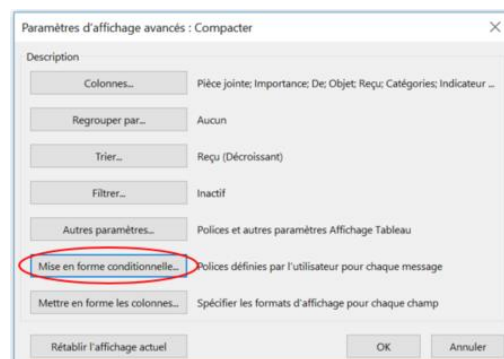 Paramètres d'affichage avancés : Compacter
Description
Colonnes... Pièce jointe; Importance; De; Objet; Reçu; Catégories; Indicateur ...
Regrouper par... Aucun
Trier... Reçu (Décroissant)
Filtrer... Inactif
Autres paramètres... Polices et autres paramètres Affichage Tableau
Mise en forme conditionnelle... Polices définies par l'utilisateur pour chaque message
Mettre en forme les colonnes... Spécifier les formats d'affichage pour chaque champ
Rétablir l'affichage actuel OK Annuler